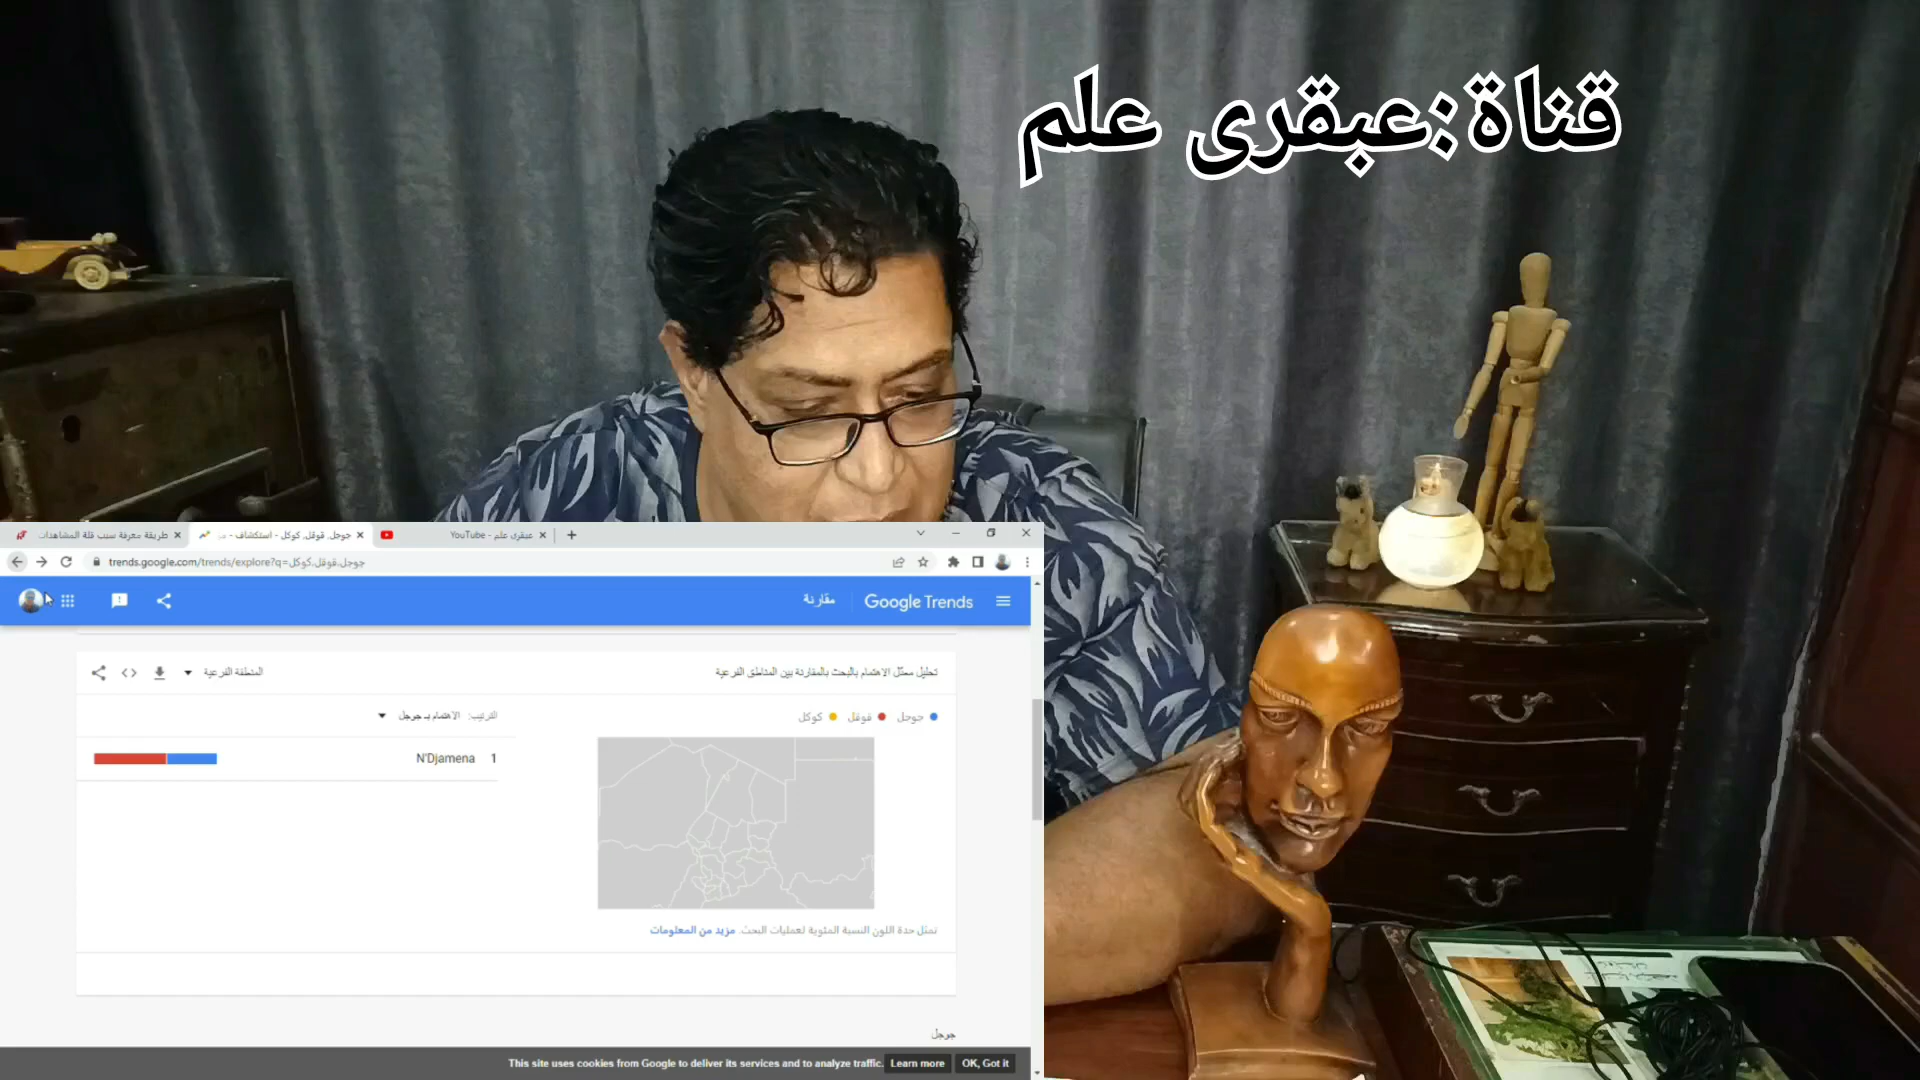 قناة:عبقرى علم
طريقة معرفة سبب قلة المشاهدات
جوجل, قوقل, كوكل - استكشاف -
عبقرى علم - YouTube
trends.google.com/trends/explore?q=جوجل,قوقل,كوكل
مقارنة
Google Trends
تحليل معدّل الاهتمام بالبحث بالمقارنة بين المناطق الفرعية
المنطقة الفرعية
جوجل
قوقل
كوكل
الترتيب: الاهتمام بـ جوجل
1 N'Djamena
تمثل حدة اللون النسبة المئوية لعمليات البحث. مزيد من المعلومات
جوجل
This site uses cookies from Google to deliver its services and to analyze traffic. Learn more OK, Got it